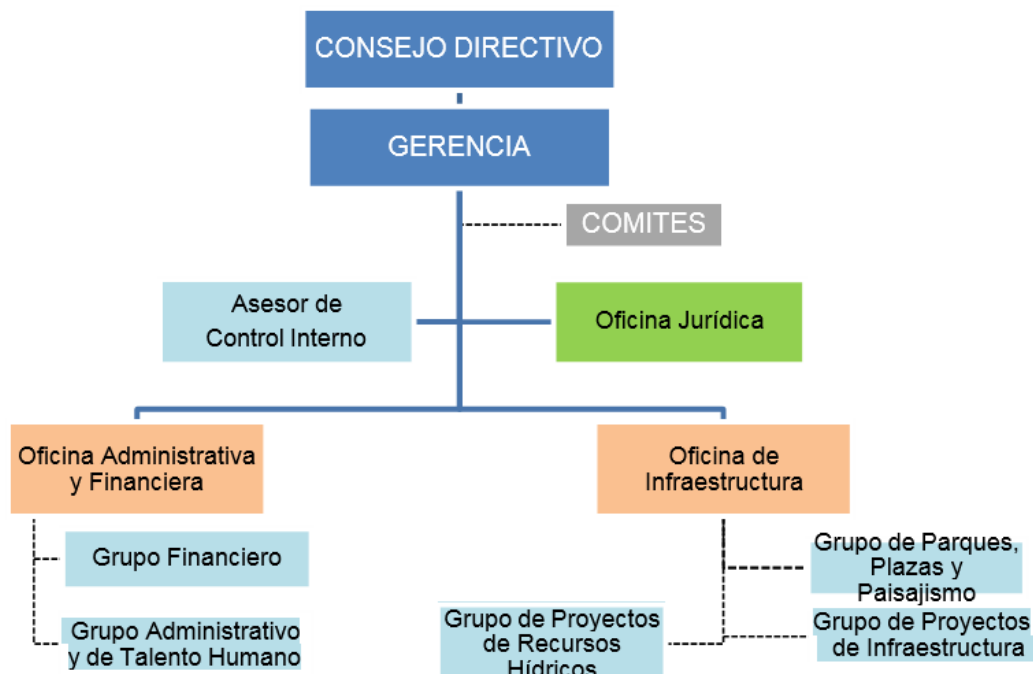 CONSEJO DIRECTIVO
GERENCIA
COMITES
Asesor de
Control Interno
Oficina Jurídica
Oficina Administrativa
y Financiera
Oficina de
Infraestructura
Grupo Financiero
Grupo de Parques,
Plazas y
Paisajismo
Grupo Administrativo
y de Talento Humano
Grupo de Proyectos
de Recursos
Hídricos
Grupo de Proyectos
de Infraestructura